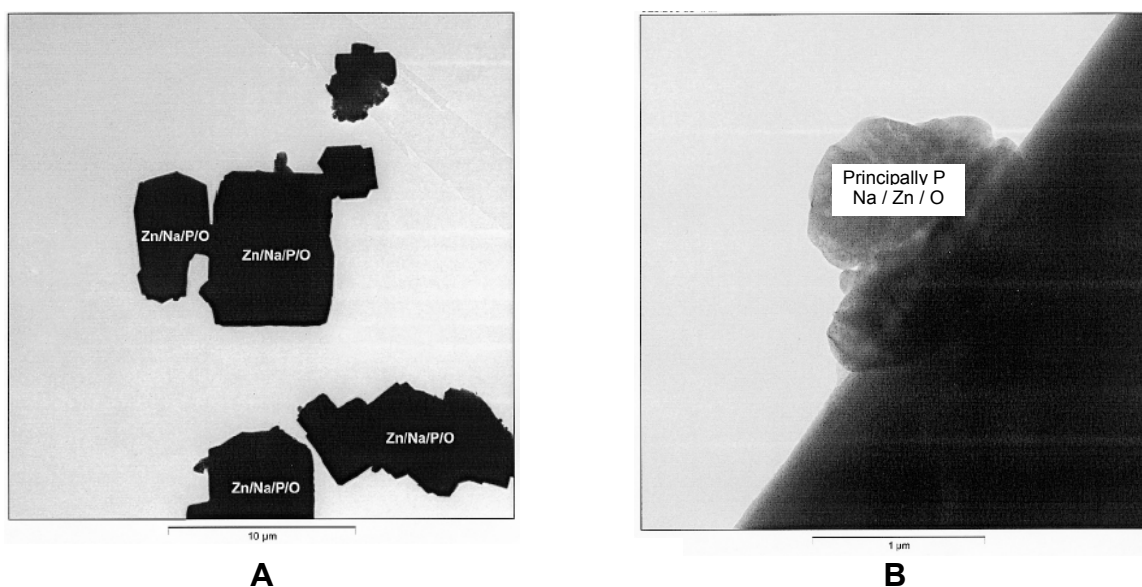 Zn/Na/P/O
Zn/Na/P/O
Zn/Na/P/O
Zn/Na/P/O
10 µm
A
Principally P
Na / Zn / O
1 µm
B